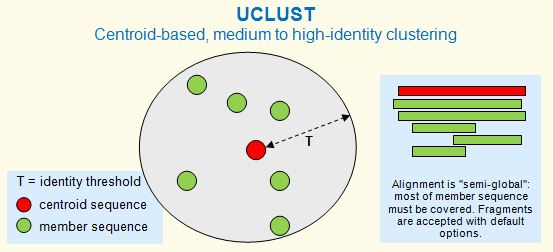 UCLUST
Centroid-based, medium to high-identity clustering
T
T = identity threshold
centroid sequence
member sequence
Alignment is "semi-global":
most of member sequence
must be covered. Fragments
are accepted with default
options.